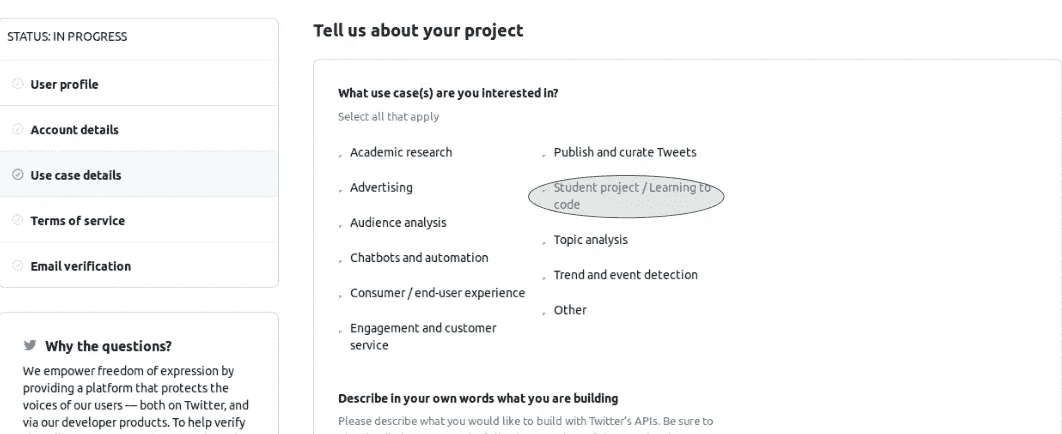 STATUS: IN PROGRESS
User profile
Account details
Use case details
Terms of service
Email verification
Why the questions?
We empower freedom of expression by
providing a platform that protects the
voices of our users — both on Twitter, and
via our developer products. To help verify
Tell us about your project
What use case(s) are you interested in?
Select all that apply
Academic research
Advertising
Audience analysis
Chatbots and automation
Consumer / end-user experience
Engagement and customer
service
Publish and curate Tweets
Student project / Learning to
code
Topic analysis
Trend and event detection
Other
Describe in your own words what you are building
Please describe what you would like to build with Twitter's APIs. Be sure to